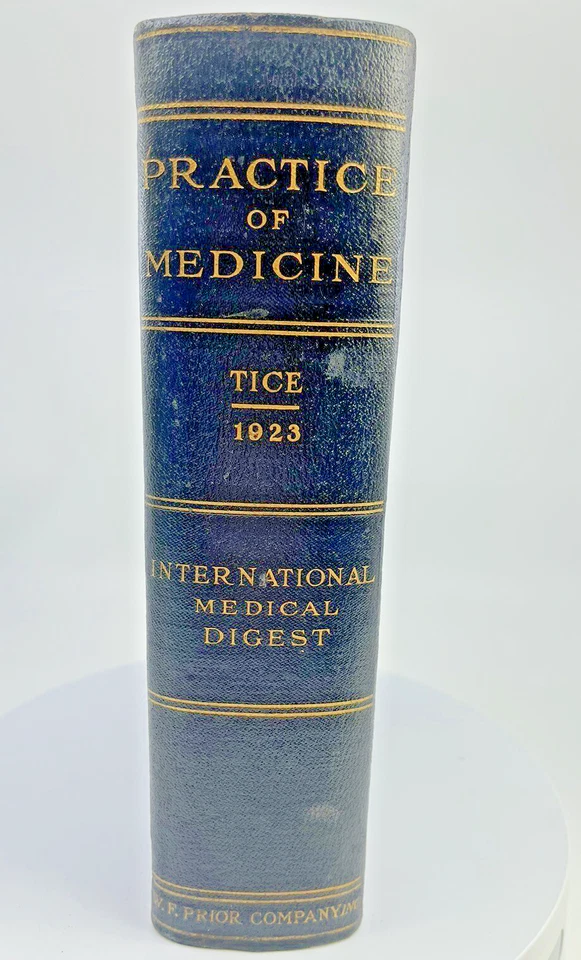 PRACTICE
OF
MEDICINE
TICE
1923
INTERNATIONAL
MEDICAL
DIGEST
W. F. PRIOR COMPANY INC